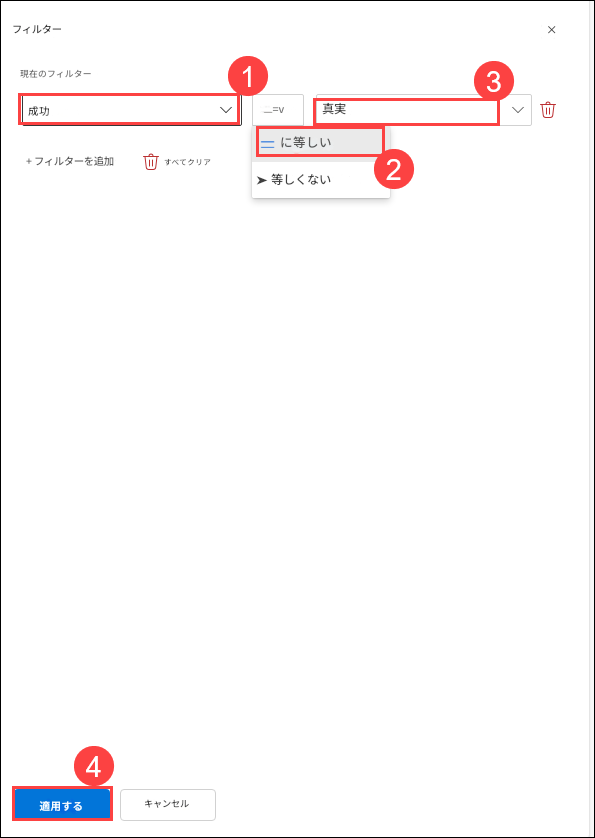 フィルター
現在のフィルター
1
3
成功
=v
真実
+フィルターを追加
すべてクリア
に等しい
2
等しくない
4
適用する
キャンセル